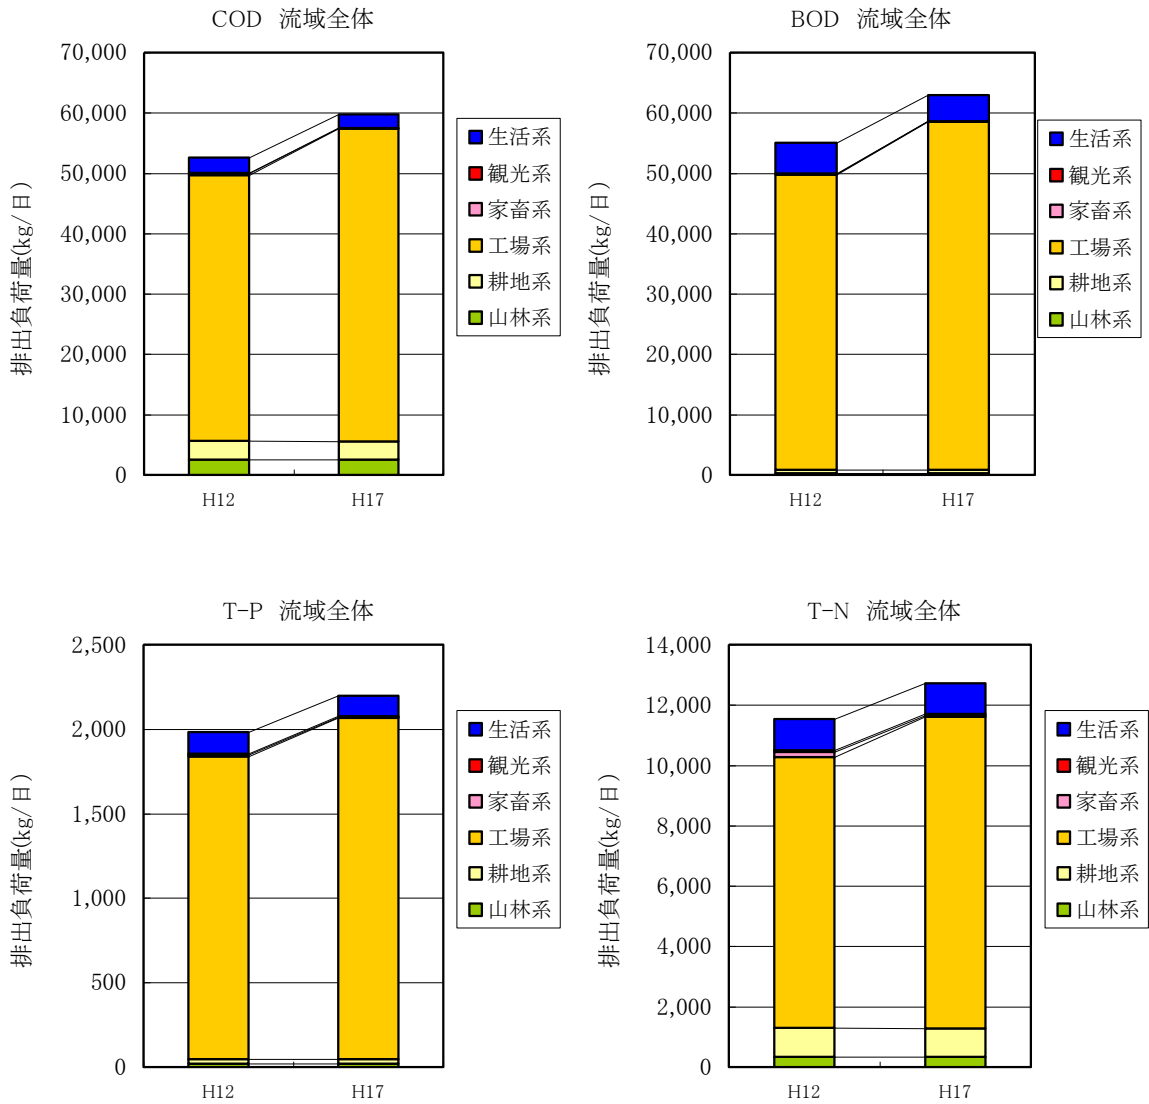 COD 流域全体
70,000
60,000
50,000
40,000
30,000
20,000
10,000
0
排出負荷量(kg/日)
H12 H17
生活系
観光系
家畜系
工場系
耕地系
山林系
BOD 流域全体
70,000
60,000
50,000
40,000
30,000
20,000
10,000
0
排出負荷量(kg/日)
H12 H17
生活系
観光系
家畜系
工場系
耕地系
山林系
T-P 流域全体
2,500
2,000
1,500
1,000
500
0
排出負荷量(kg/日)
H12 H17
生活系
観光系
家畜系
工場系
耕地系
山林系
T-N 流域全体
14,000
12,000
10,000
8,000
6,000
4,000
2,000
0
排出負荷量(kg/日)
H12 H17
生活系
観光系
家畜系
工場系
耕地系
山林系